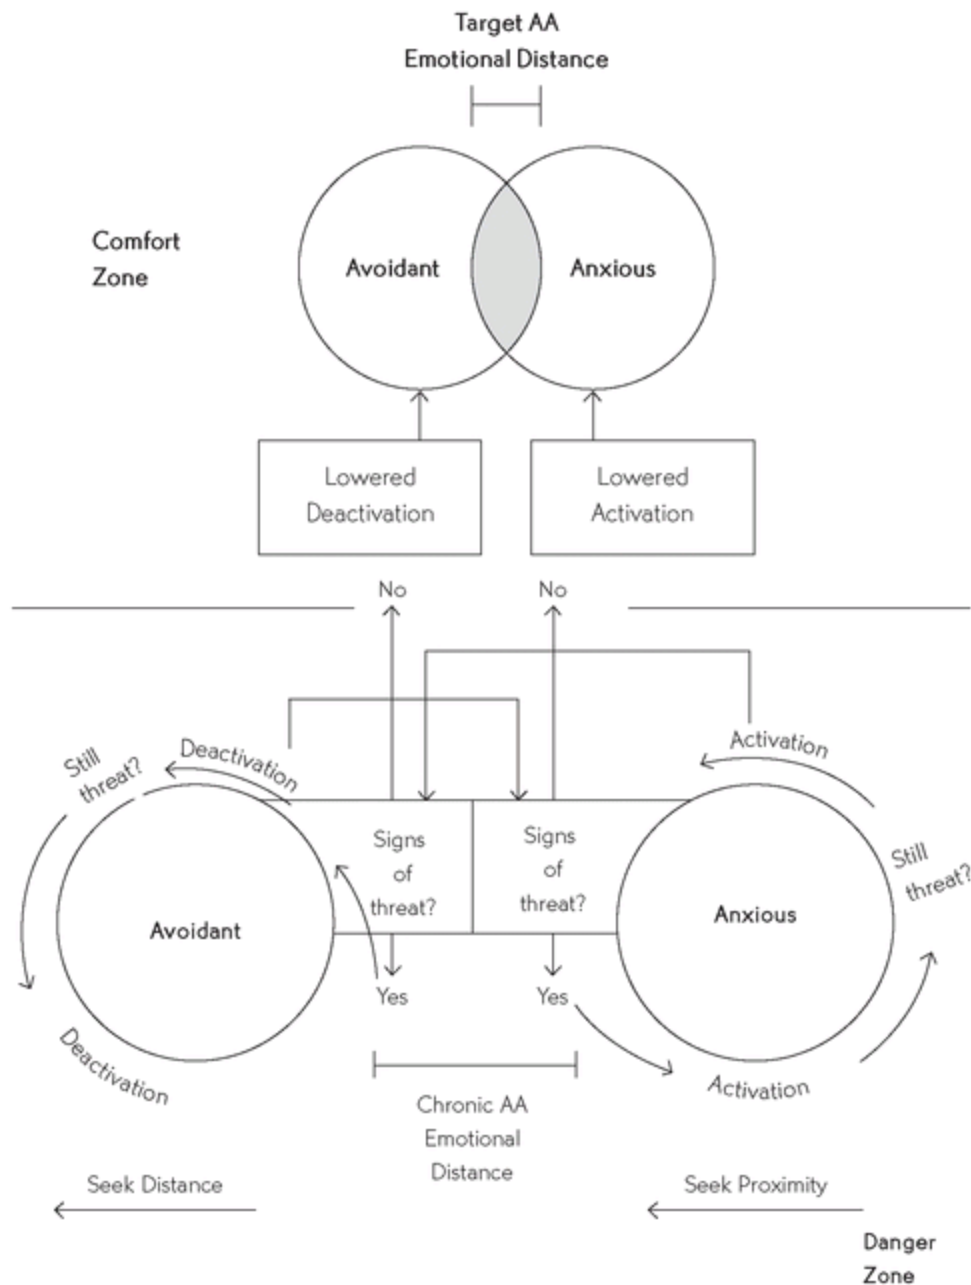 Target AA
Emotional Distance
Comfort
Zone
Avoidant
Anxious
Lowered
Deactivation
Lowered
Activation
No
No
Still
threat?
Deactivation
Activation
Signs
of
threat?
Signs
of
threat?
Still
threat?
Avoidant
Anxious
Yes
Yes
Deactivation
Activation
Chronic AA
Emotional
Distance
Seek Distance
Seek Proximity
Danger
Zone